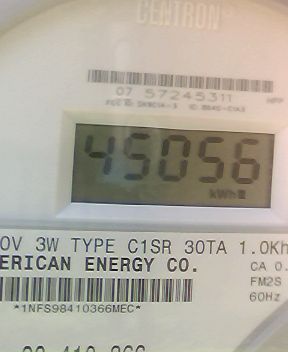 CENTRON
07 57245311
45056
kWh
0V 3W TYPE C1SR 30TA 1.0Kh
ERICAN ENERGY CO.
CA 0.
FM2S
60Hz
*1NFS98410366MEC*